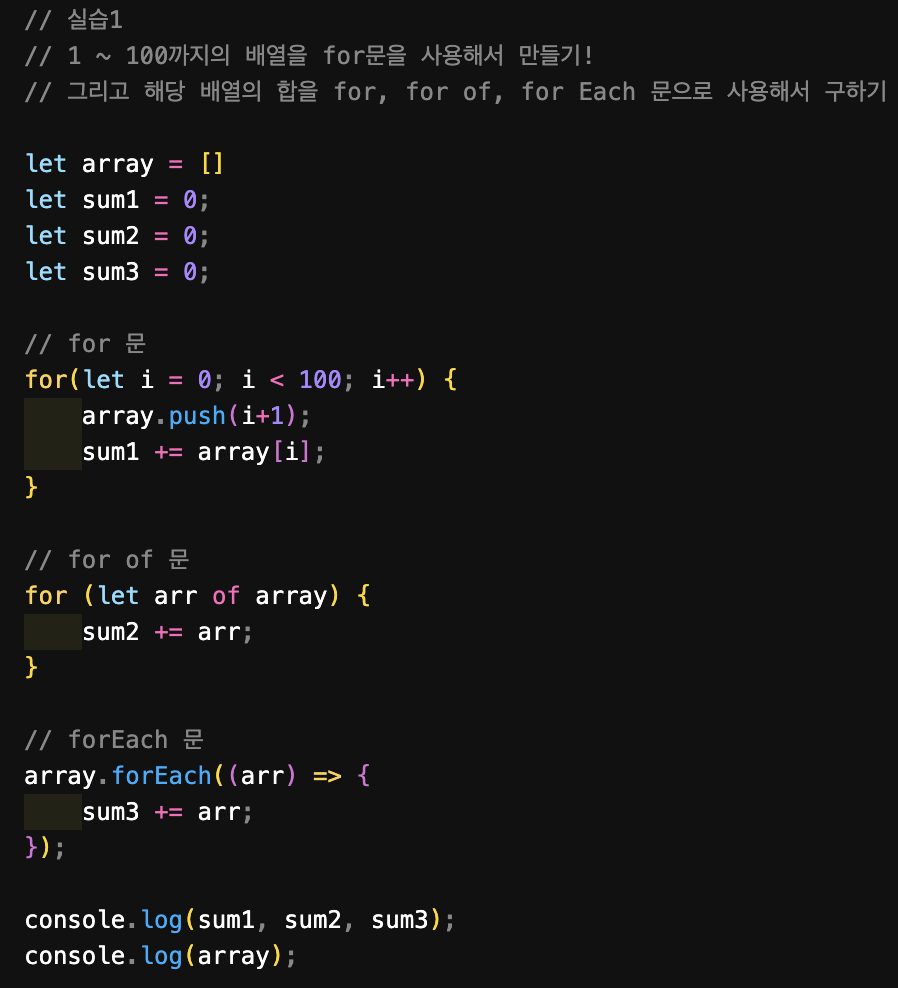 // 실습1
// 1 ~ 100까지의 배열을 for문을 사용해서 만들기!
// 그리고 해당 배열의 합을 for, for of, for Each 문으로 사용해서 구하기
let array = []
let sum1 = 0;
let sum2 = 0;
let sum3 = 0;
// for 문
for(let i = 0; i < 100; i++) {
    array.push(i+1);
    sum1 += array[i];
}
// for of 문
for (let arr of array) {
    sum2 += arr;
}
// forEach 문
array.forEach((arr) => {
    sum3 += arr;
});
console.log(sum1, sum2, sum3);
console.log(array);